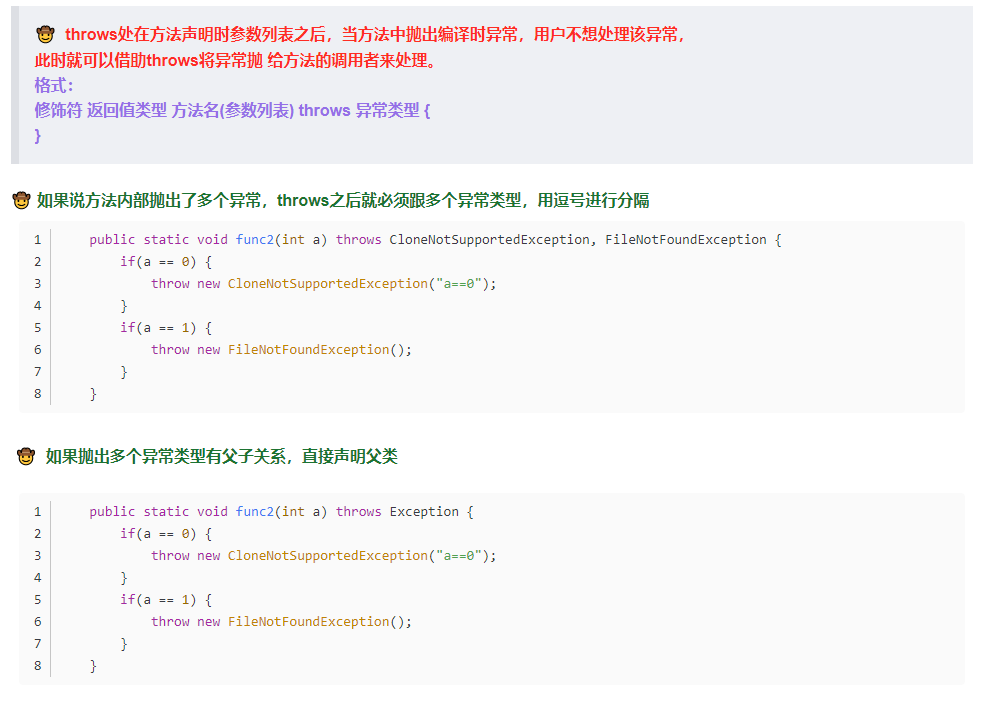 throws处在方法声明时参数列表之后，当方法中抛出编译时异常，用户不想处理该异常，
此时就可以借助throws将异常抛 给方法的调用者来处理。
格式：
修饰符 返回值类型 方法名(参数列表) throws 异常类型 {
}
如果说方法内部抛出了多个异常，throws之后就必须跟多个异常类型，用逗号进行分隔
1 public static void func2(int a) throws CloneNotSupportedException, FileNotFoundException {
2 if(a == 0) {
3 throw new CloneNotSupportedException("a==0");
4 }
5 if(a == 1) {
6 throw new FileNotFoundException();
7 }
8 }
如果抛出多个异常类型有父子关系，直接声明父类
1 public static void func2(int a) throws Exception {
2 if(a == 0) {
3 throw new CloneNotSupportedException("a==0");
4 }
5 if(a == 1) {
6 throw new FileNotFoundException();
7 }
8 }